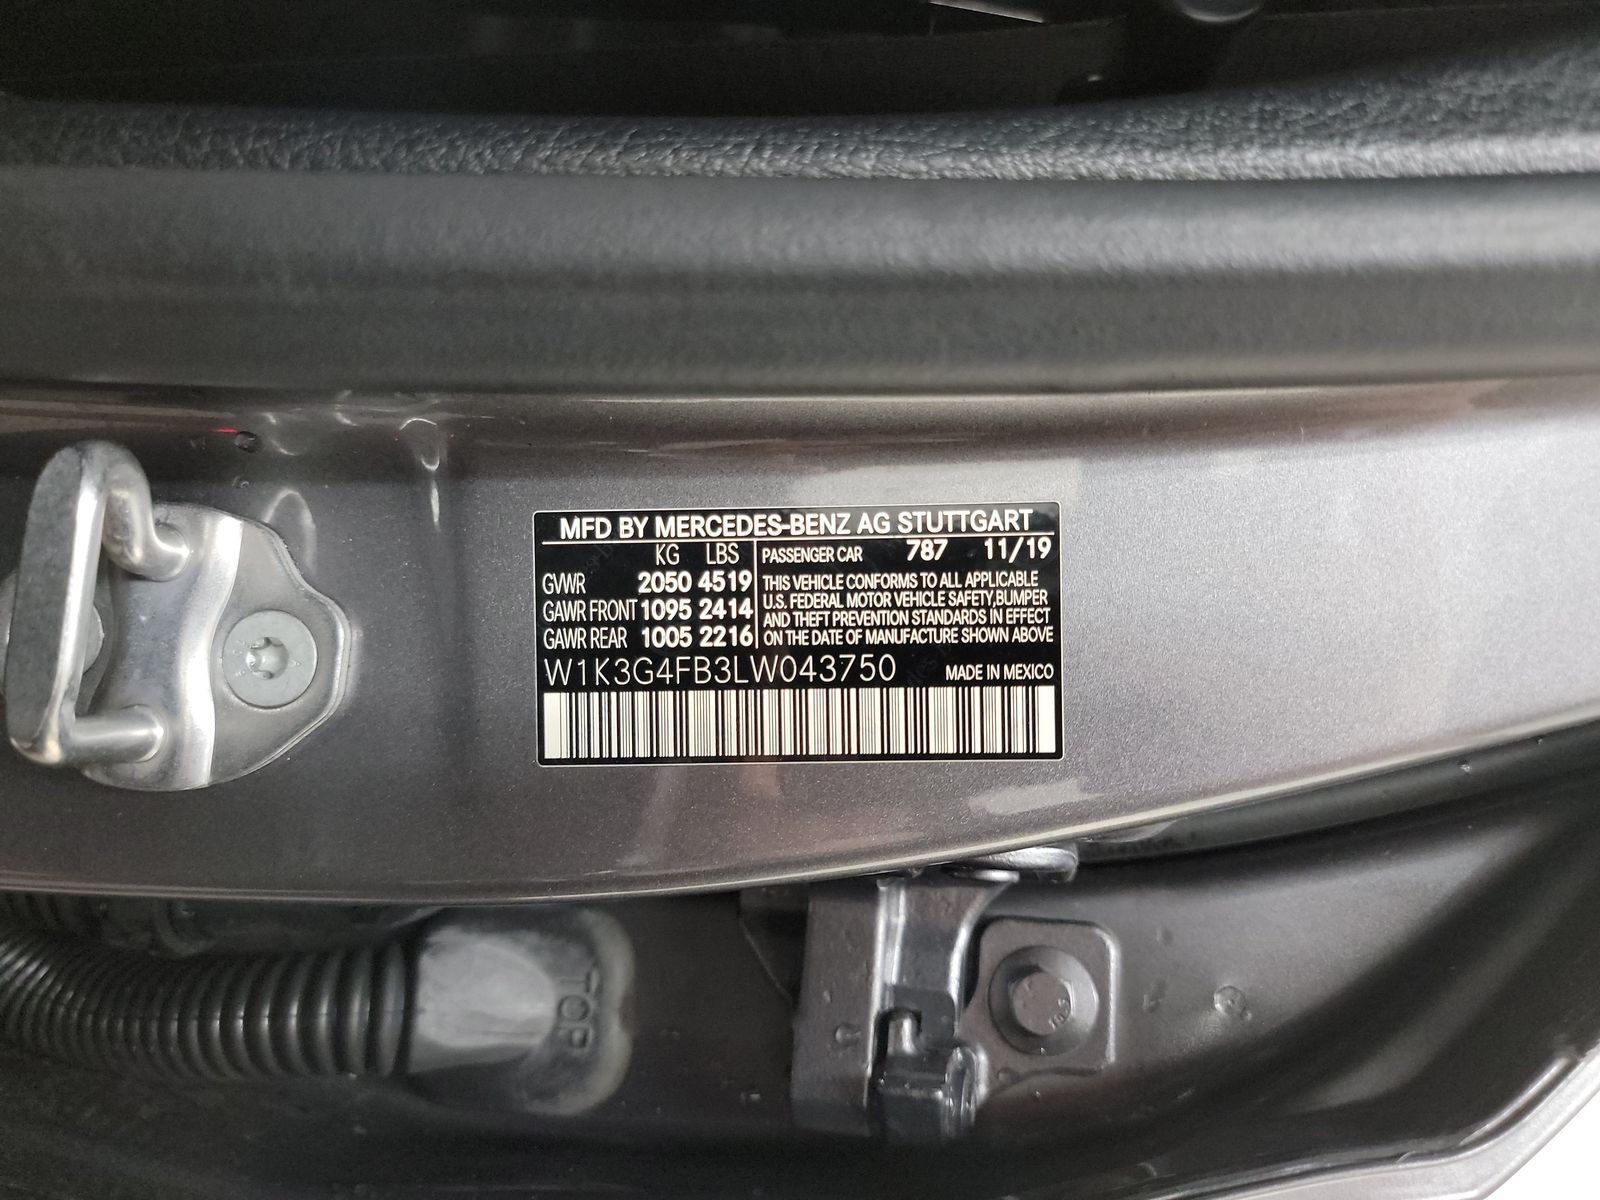 MFD BY MERCEDES-BENZ AG STUTTGART
KG LBS
GVWR 2050 4519
GAWR FRONT 1095 2414
GAWR REAR 1005 2216
PASSENGER CAR 787 11/19
THIS VEHICLE CONFORMS TO ALL APPLICABLE
U.S. FEDERAL MOTOR VEHICLE SAFETY,BUMPER
AND THEFT PREVENTION STANDARDS IN EFFECT
ON THE DATE OF MANUFACTURE SHOWN ABOVE
W1K3G4FB3LW043750 MADE IN MEXICO
TOP